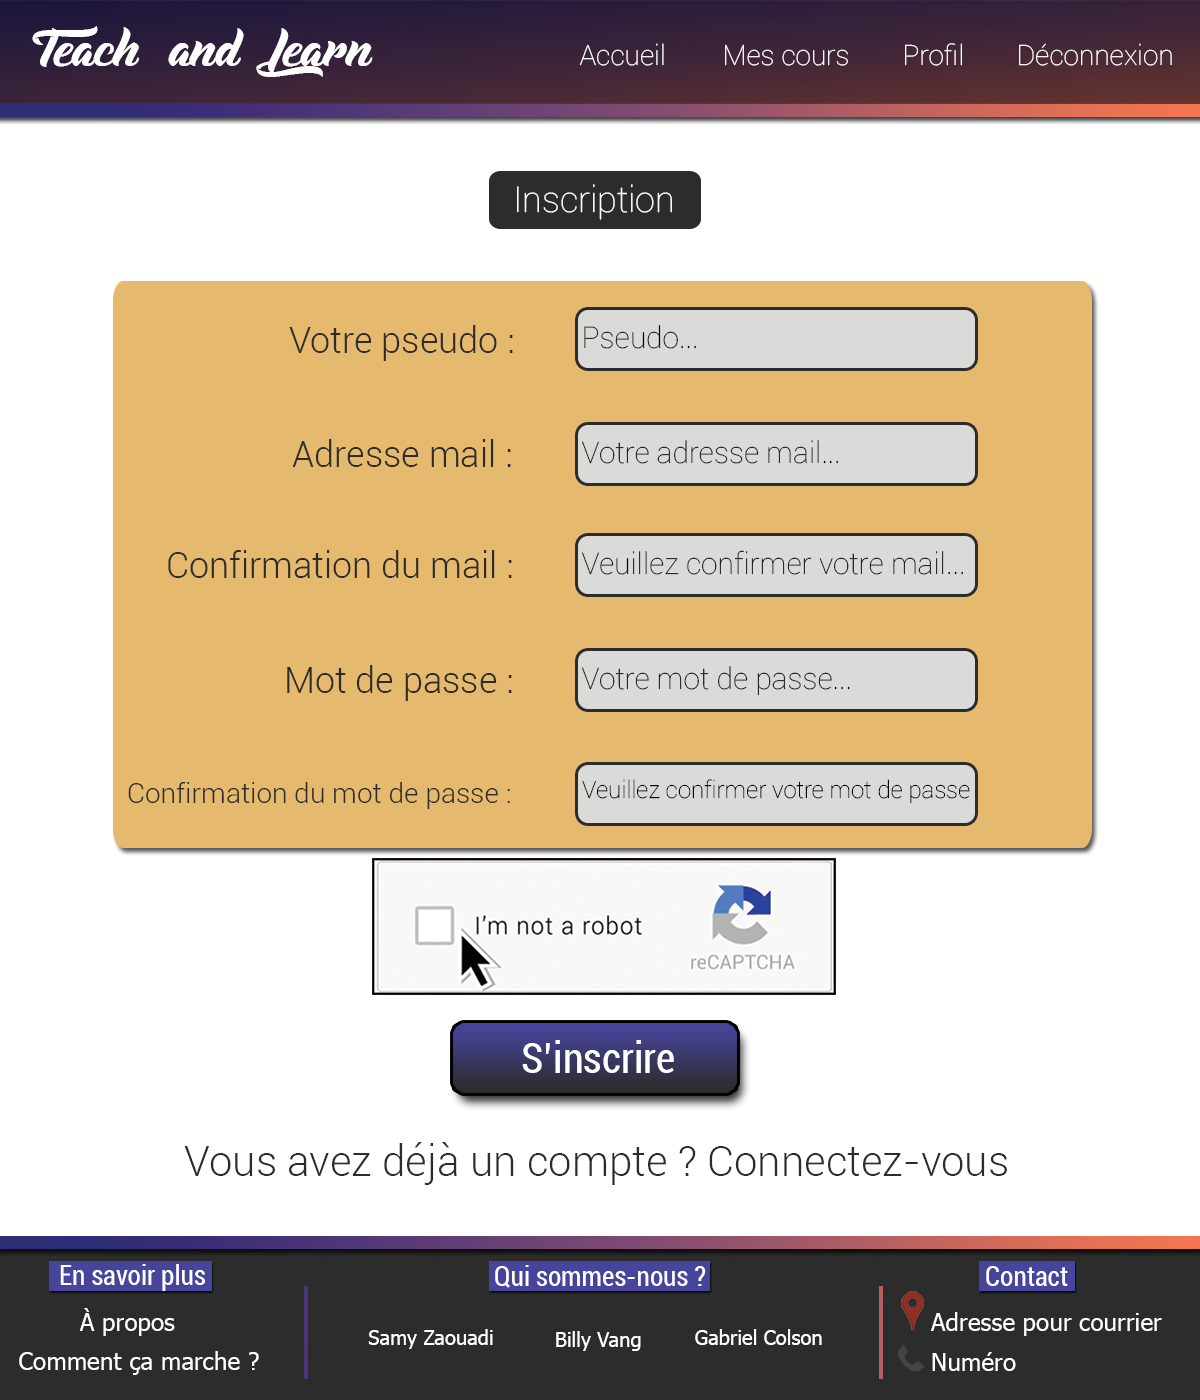 Teach and Learn
Accueil Mes cours Profil Déconnexion
Inscription
Votre pseudo : Pseudo...
Adresse mail : Votre adresse mail...
Confirmation du mail : Veuillez confirmer votre mail...
Mot de passe : Votre mot de passe...
Confirmation du mot de passe : Veuillez confirmer votre mot de passe
I'm not a robot
reCAPTCHA
S'inscrire
Vous avez déjà un compte ? Connectez-vous
En savoir plus
À propos
Comment ça marche ?
Qui sommes-nous ?
Samy Zaouadi Billy Vang Gabriel Colson
Contact
Adresse pour courrier
Numéro